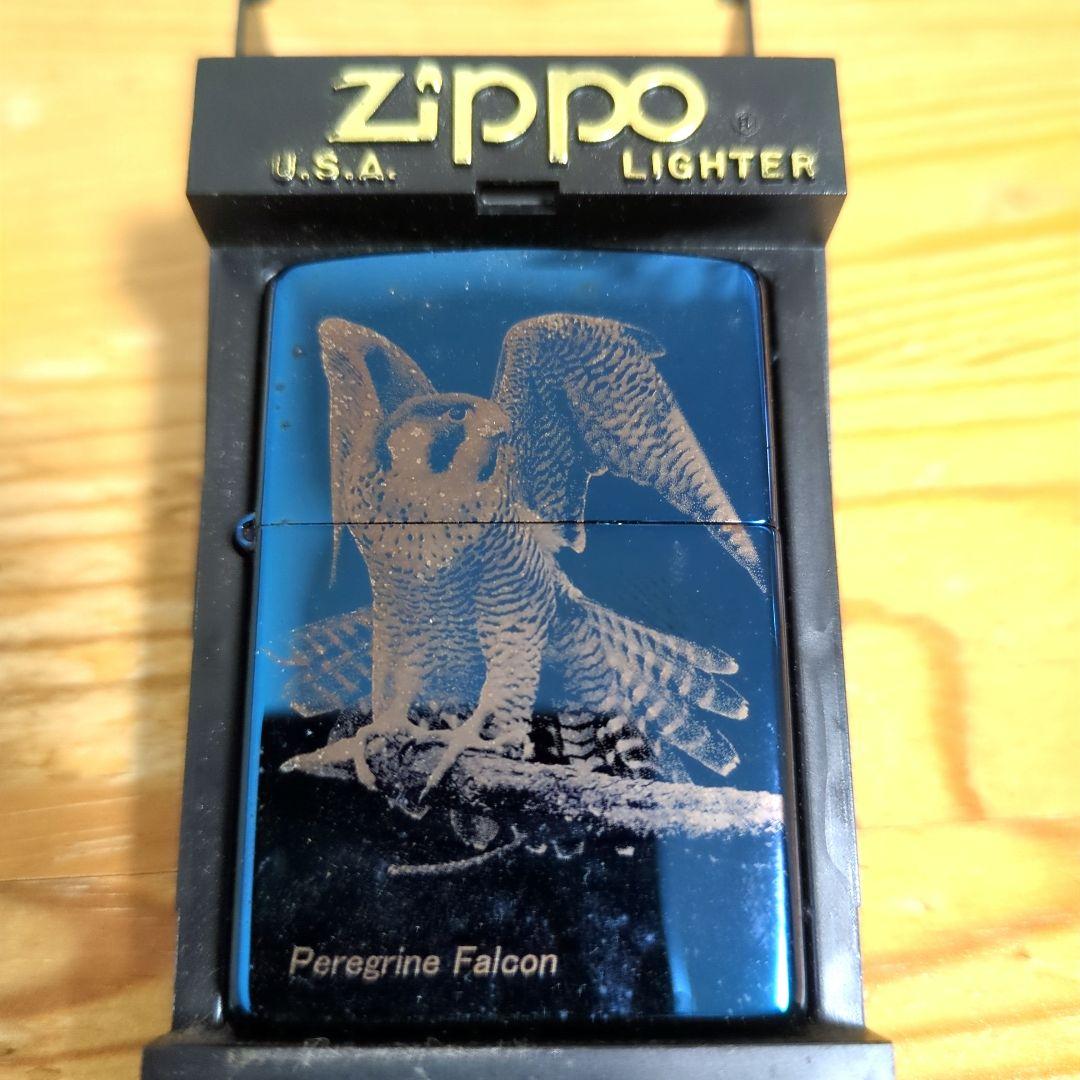 zippo ®
U.S.A. LIGHTER
Peregrine Falcon